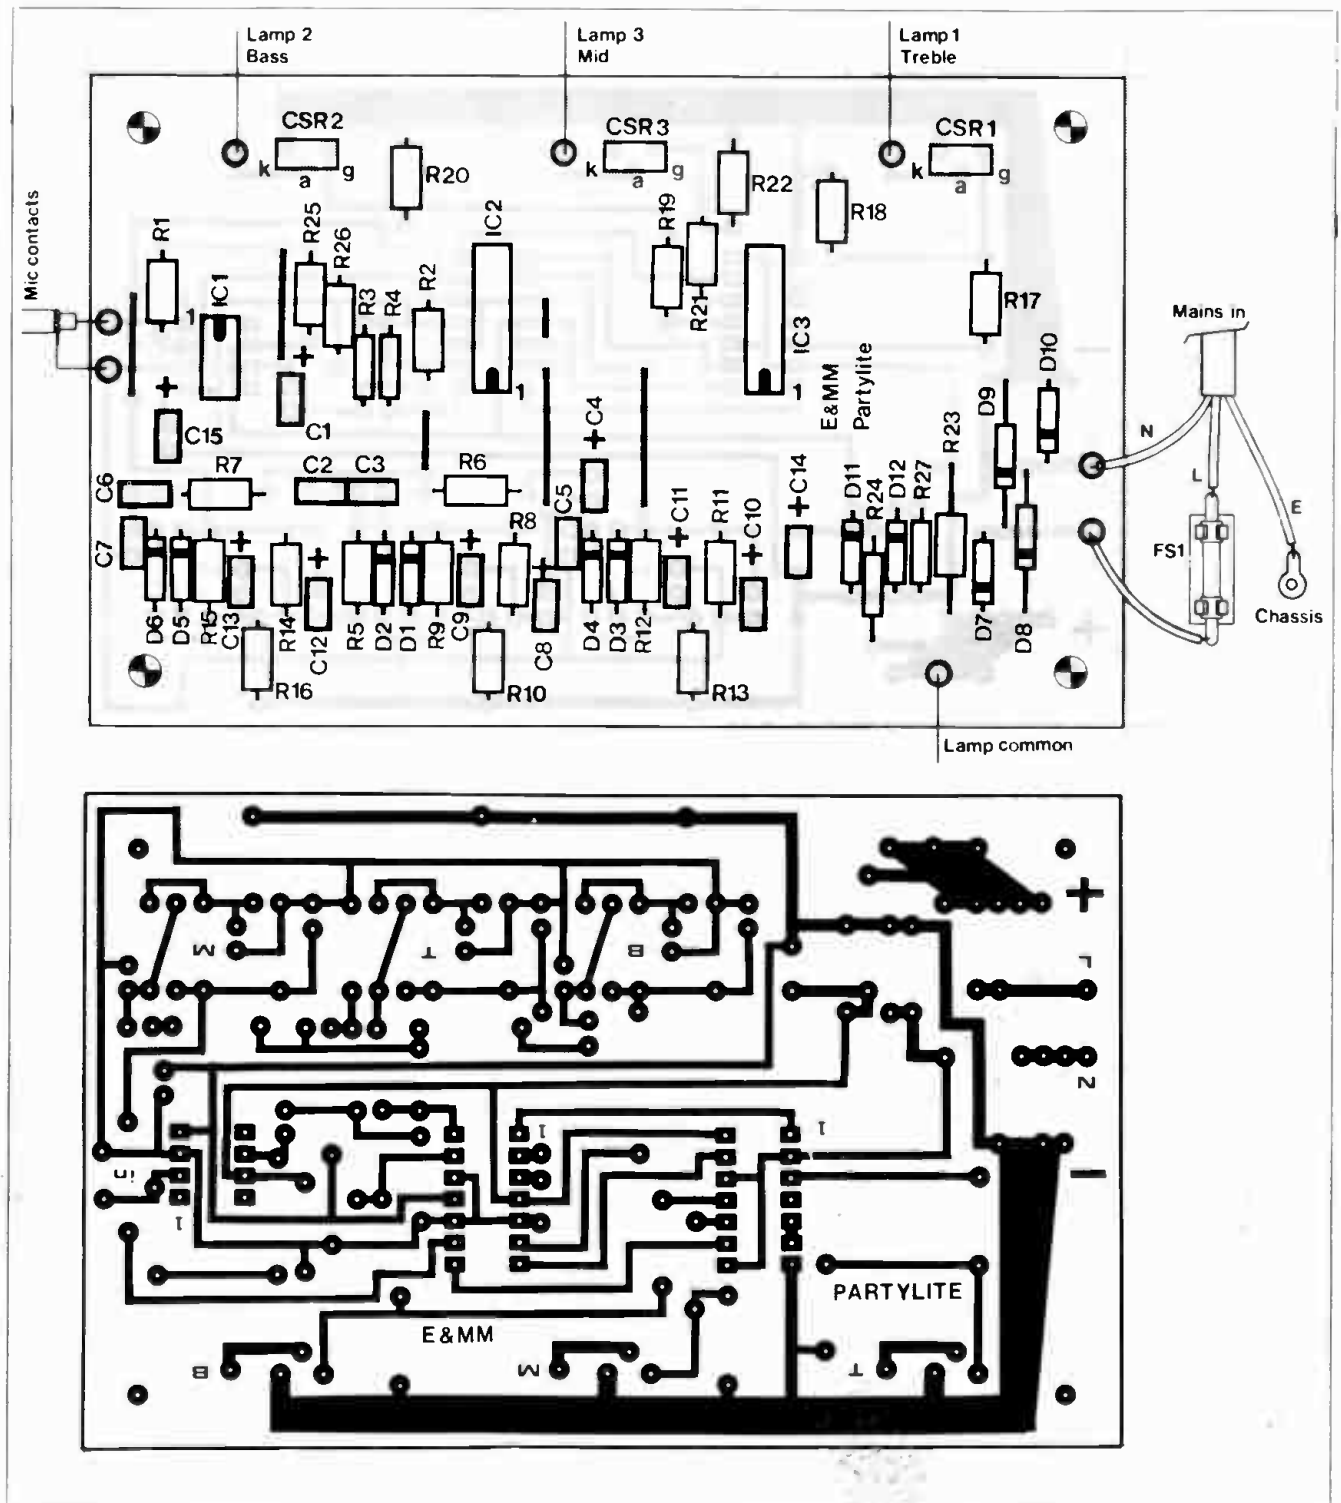 Lamp 2
Bass
Lamp 3
Mid
Lamp 1
Treble
CSR2
k
a
g
CSR3
k
a
g
CSR1
k
a
g
R20
R22
R18
Mic contacts
R1
IC1
1
R25
R26
R3
R4
R2
IC2
1
R19
R21
IC3
1
R17
E&MM
Partylite
Mains in
N
L
E
FS1
Chassis
D10
D9
R23
+
C15
+
C1
+
C4
C6
R7
C2
C3
R6
C5
+
C14
D11
R24
D12
R27
C7
D6
D5
R15
+
C13
R14
+
C12
R5
D2
D1
R9
+
C9
R8
+
C8
D4
D3
R12
+
C11
R11
+
C10
D7
D8
R16
R10
R13
Lamp common
+
M
T
B
L
N
in
1
1
1
−
PARTYLITE
E&MM
B
M
T